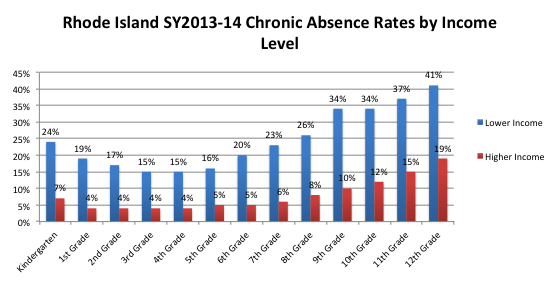 Rhode Island SY2013-14 Chronic Absence Rates by Income
Level
45%
40%
35%
30%
25%
20%
15%
10%
5%
0%
24%
7%
19%
4%
17%
4%
15%
4%
15%
4%
16%
5%
20%
5%
23%
6%
26%
8%
34%
10%
34%
12%
37%
15%
41%
19%
Kindergarten
1st Grade
2nd Grade
3rd Grade
4th Grade
5th Grade
6th Grade
7th Grade
8th Grade
9th Grade
10th Grade
11th Grade
12th Grade
Lower Income
Higher Income